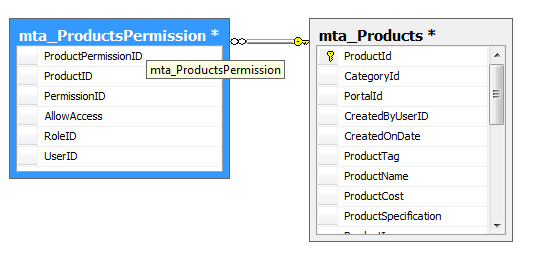 mta_ProductsPermission *
ProductPermissionID
mta_ProductsPermission
ProductID
PermissionID
AllowAccess
RoleID
UserID
mta_Products *
ProductId
CategoryId
PortalId
CreatedByUserID
CreatedOnDate
ProductTag
ProductName
ProductCost
ProductSpecification